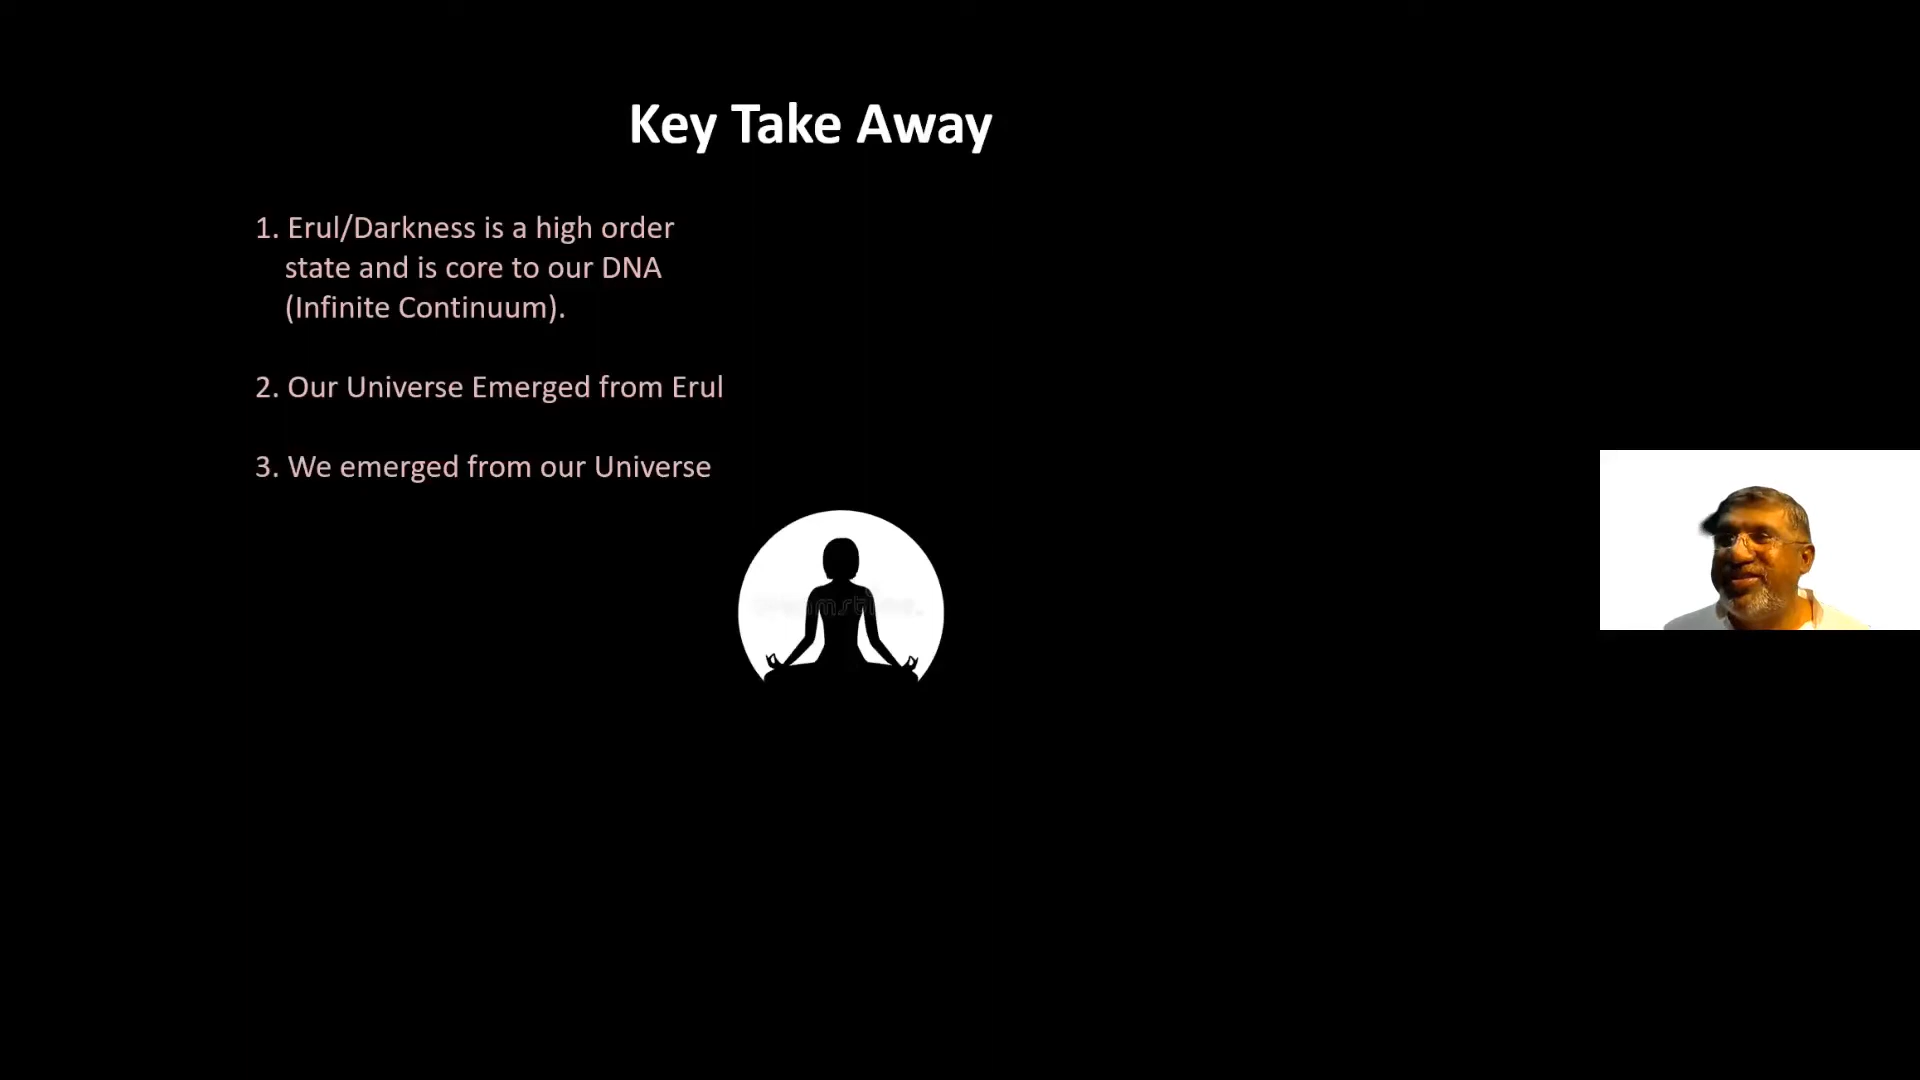 Key Take Away
1. Erul/Darkness is a high order
state and is core to our DNA
(Infinite Continuum).
2. Our Universe Emerged from Erul
3. We emerged from our Universe